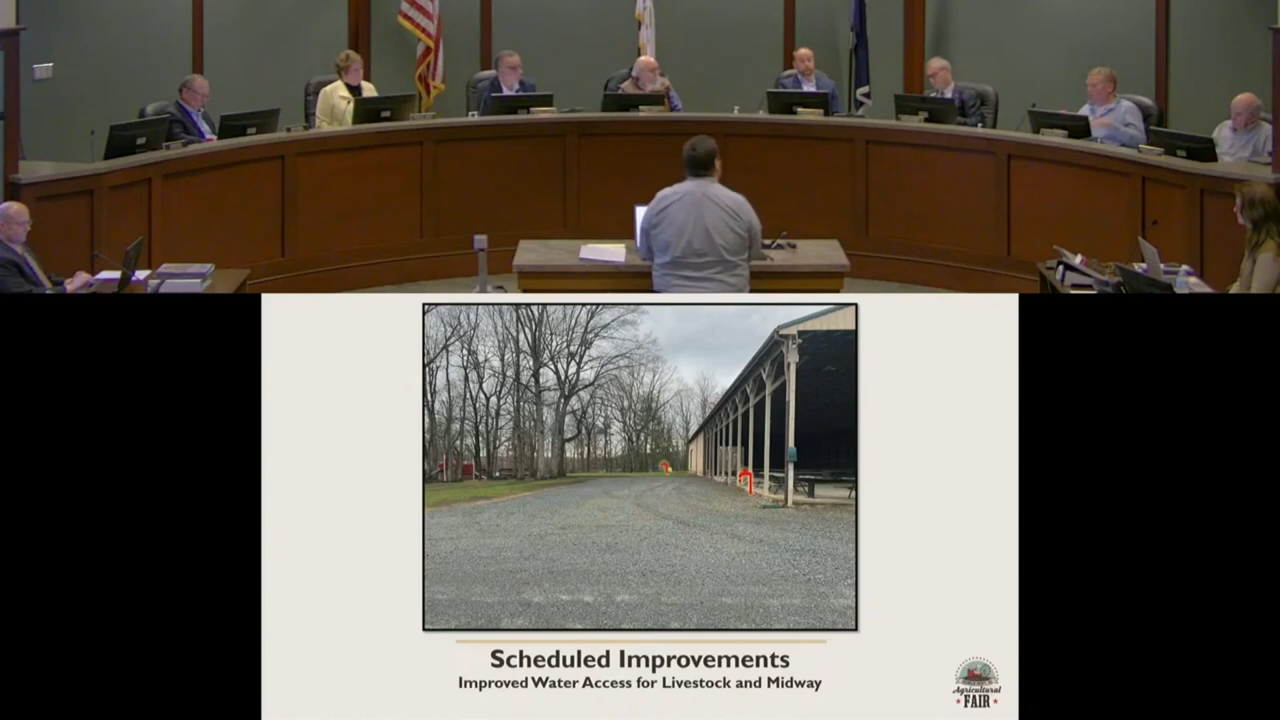 Scheduled Improvements
Improved Water Access for Livestock and Midway
Agricultural
FAIR